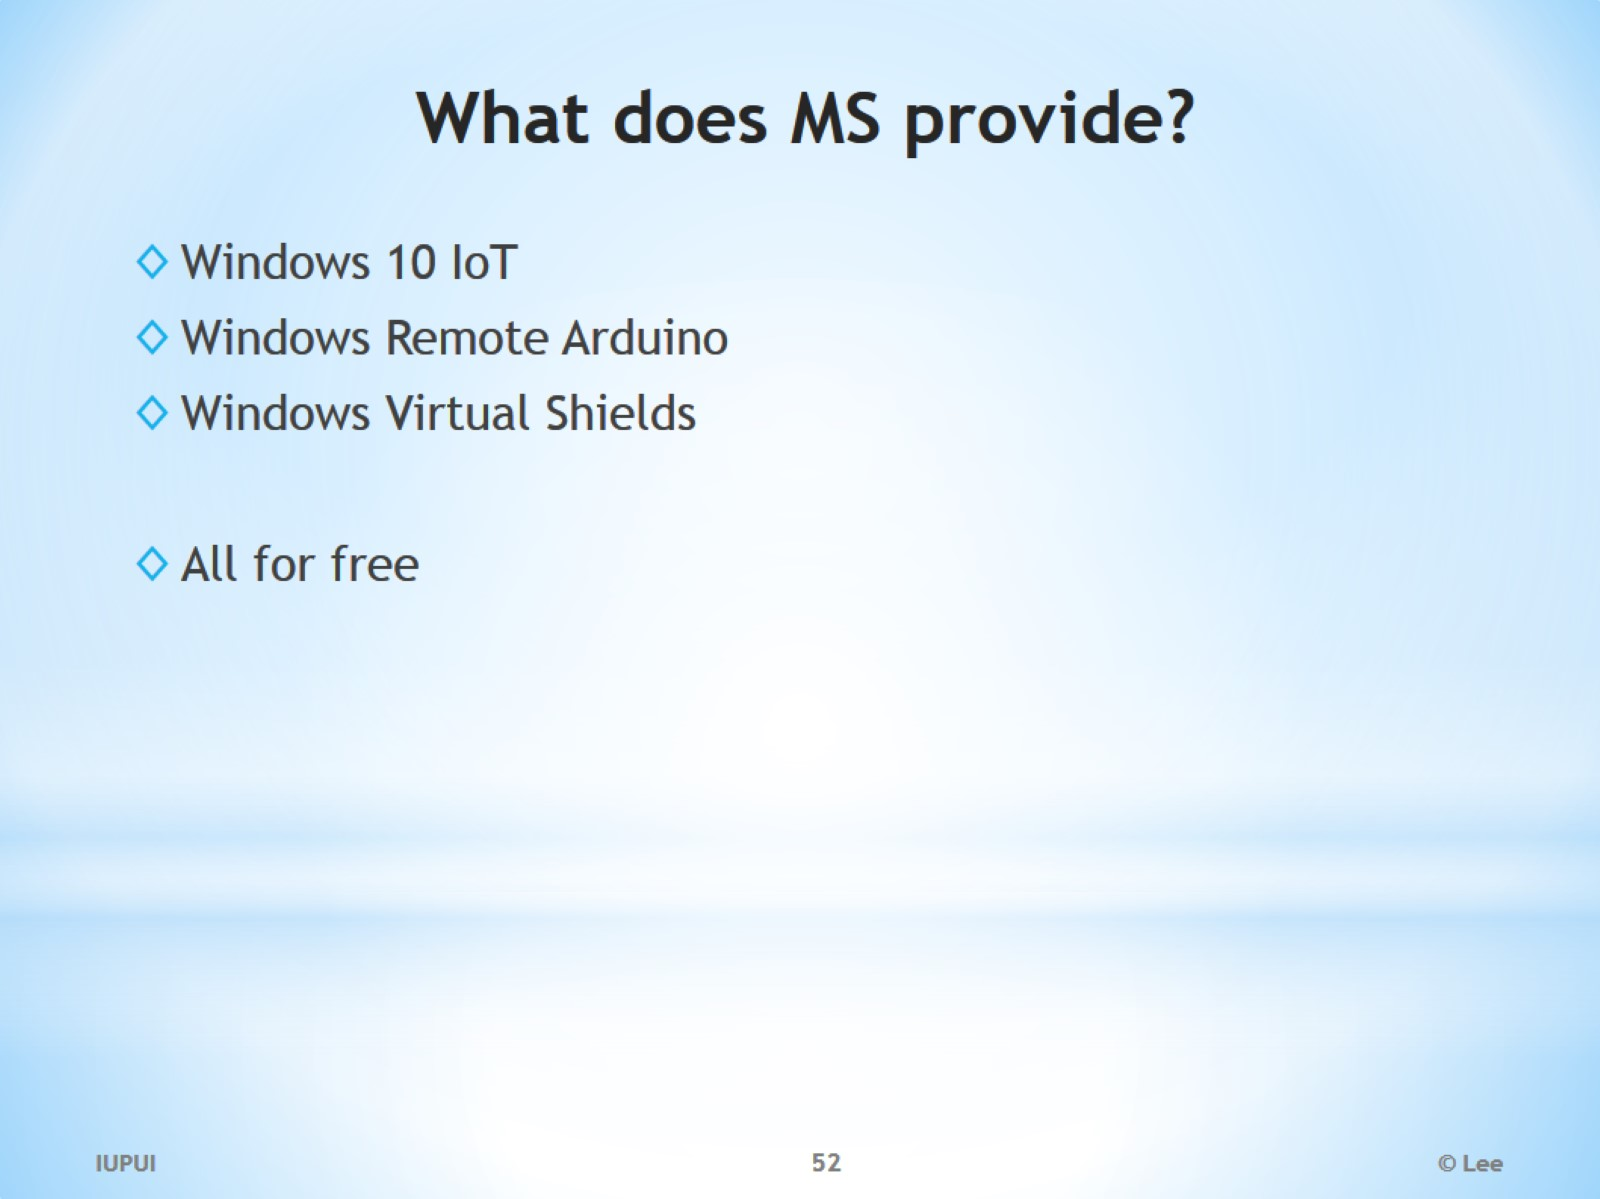 What does MS provide?
◇ Windows 10 IoT
◇ Windows Remote Arduino
◇ Windows Virtual Shields
◇ All for free
IUPUI
52
© Lee